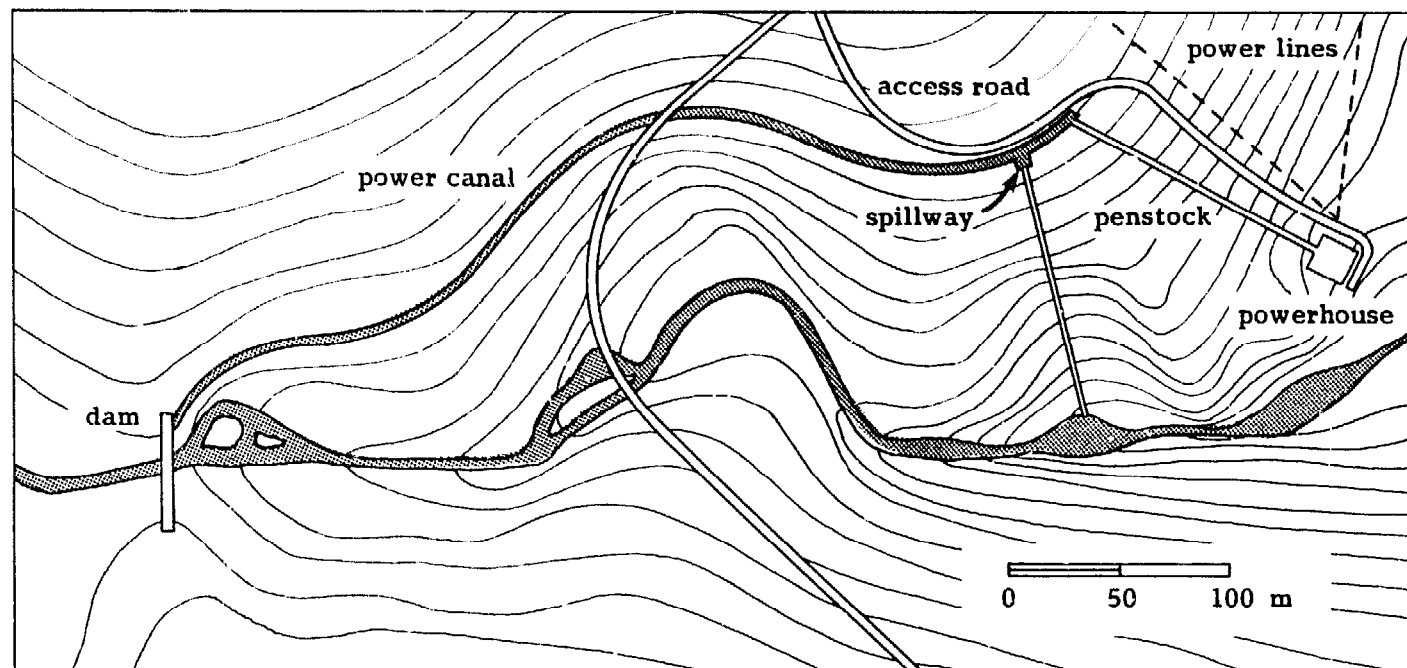 power lines
access road
power canal
spillway
penstock
powerhouse
dam
0 50 100 m